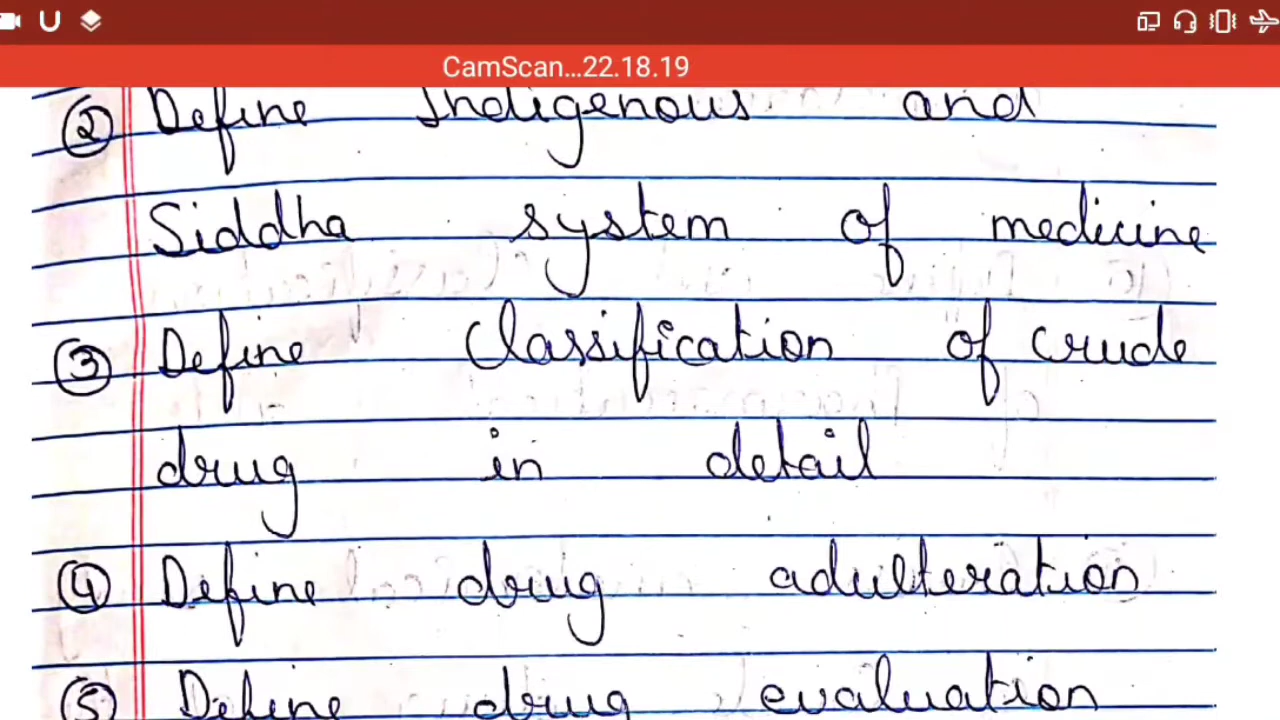 CamScan...22.18.19
② Define Indigenous and
Siddha system of medicine
③ Define Classification of crude
drug in detail
④ Define drug adulteration
⑤ Define drug evaluation